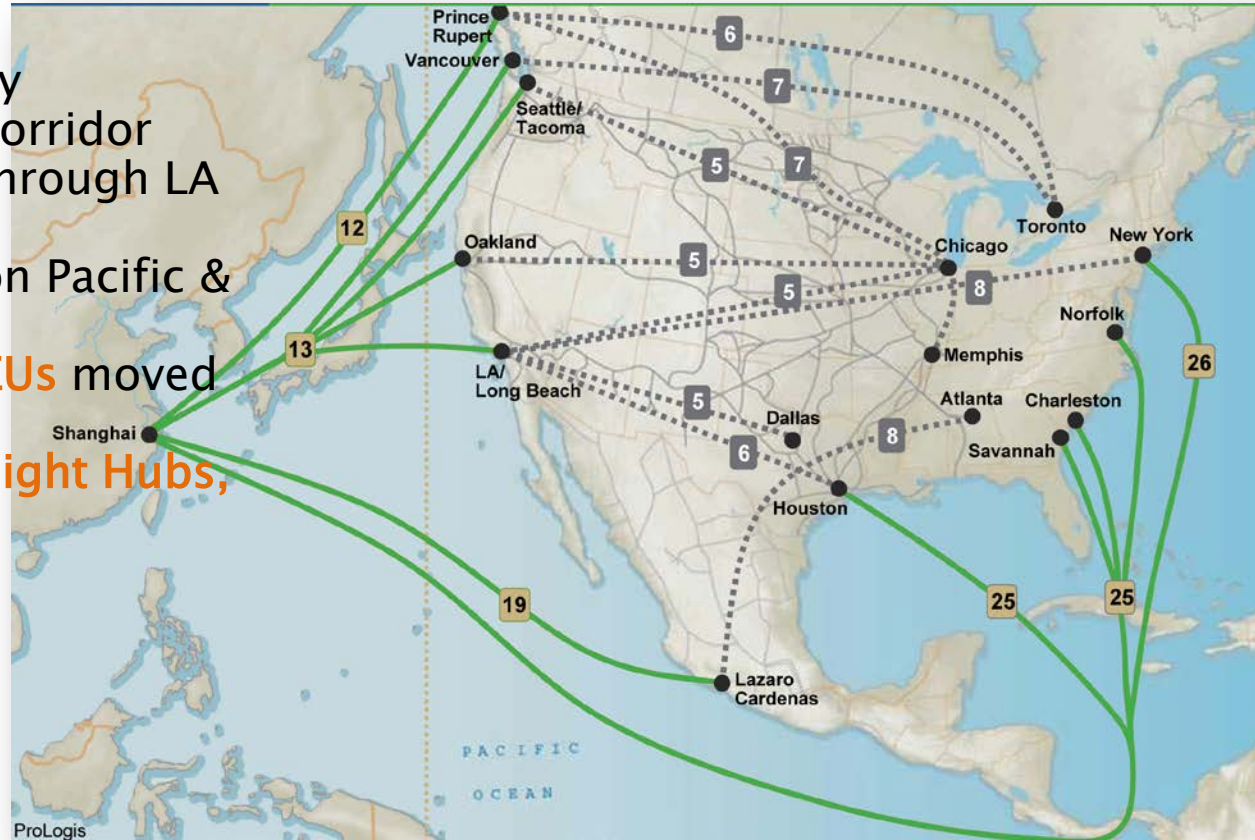 y
orridor
hrough LA
on Pacific &
EUs moved
ight Hubs,
Prince
Rupert
6
Vancouver
7
Seattle/
Tacoma
5
7
12
Toronto
Oakland
Chicago
New York
5
5
8
Norfolk
13
LA/
Long Beach
Memphis
26
5
Atlanta
Charleston
Dallas
8
Shanghai
Savannah
6
Houston
19
25
25
Lazaro
Cardenas
PACIFIC
OCEAN
ProLogis